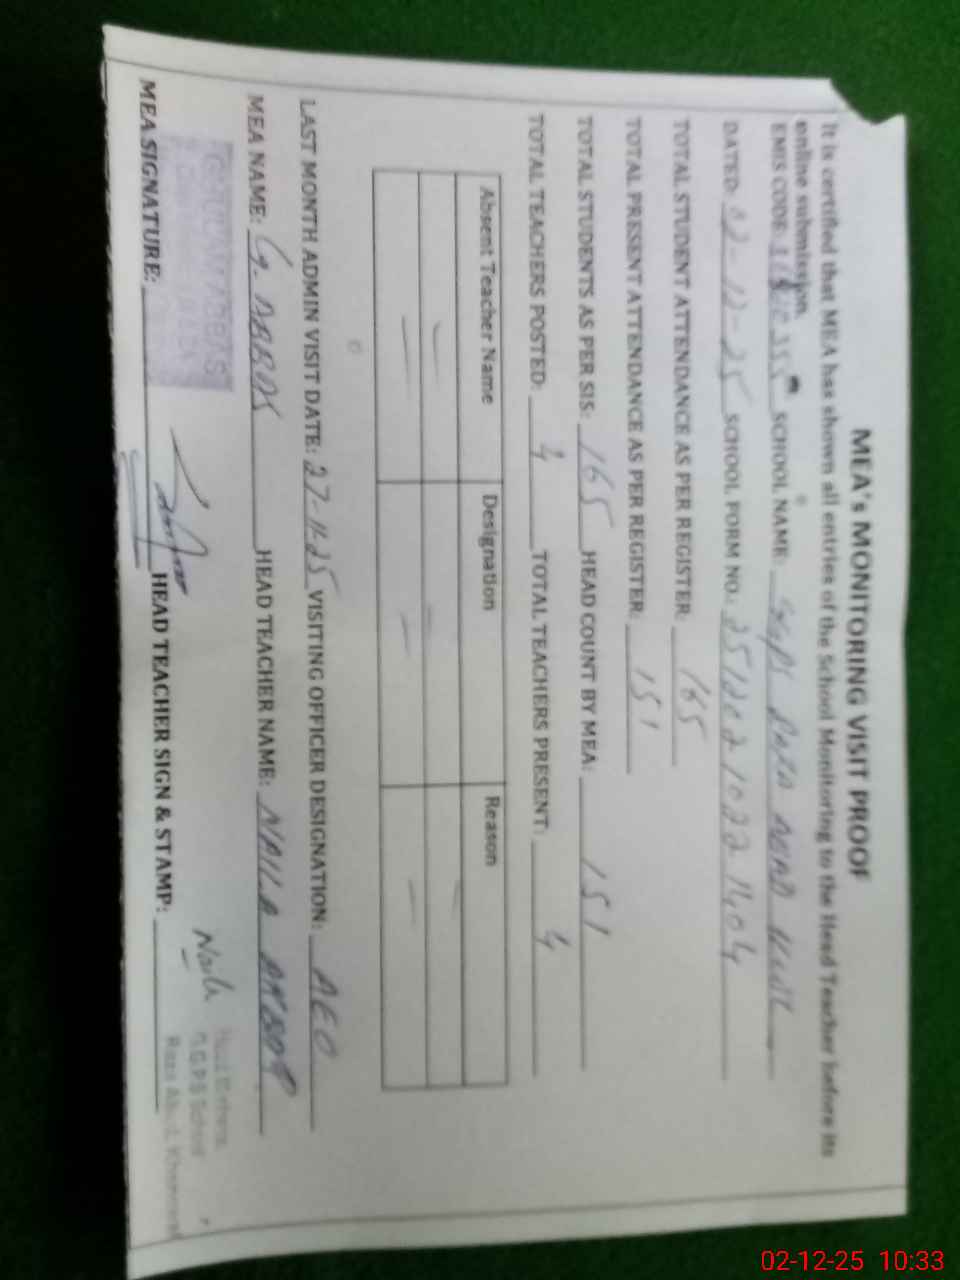 MEA's MONITORING VISIT PROOF
It is certified that MEA has shown all entries of the School Monitoring to the Head Teacher before its
online submission.
EMIS CODE: SCHOOL NAME:
DATED: 02-12-25 SCHOOL FORM NO.:
TOTAL STUDENT ATTENDANCE AS PER REGISTER: 165
TOTAL PRESENT ATTENDANCE AS PER REGISTER: 151
TOTAL STUDENTS AS PER SIS: 165 HEAD COUNT BY MEA: 151
TOTAL TEACHERS POSTED: 4 TOTAL TEACHERS PRESENT: 4
Absent Teacher Name Designation Reason
LAST MONTH ADMIN VISIT DATE: 27-11-25 VISITING OFFICER DESIGNATION: AEO
MEA NAME: G. ABBAS HEAD TEACHER NAME: NAILA
MEA SIGNATURE: HEAD TEACHER SIGN & STAMP: Naila
G.G.P.S School
02-12-25 10:33